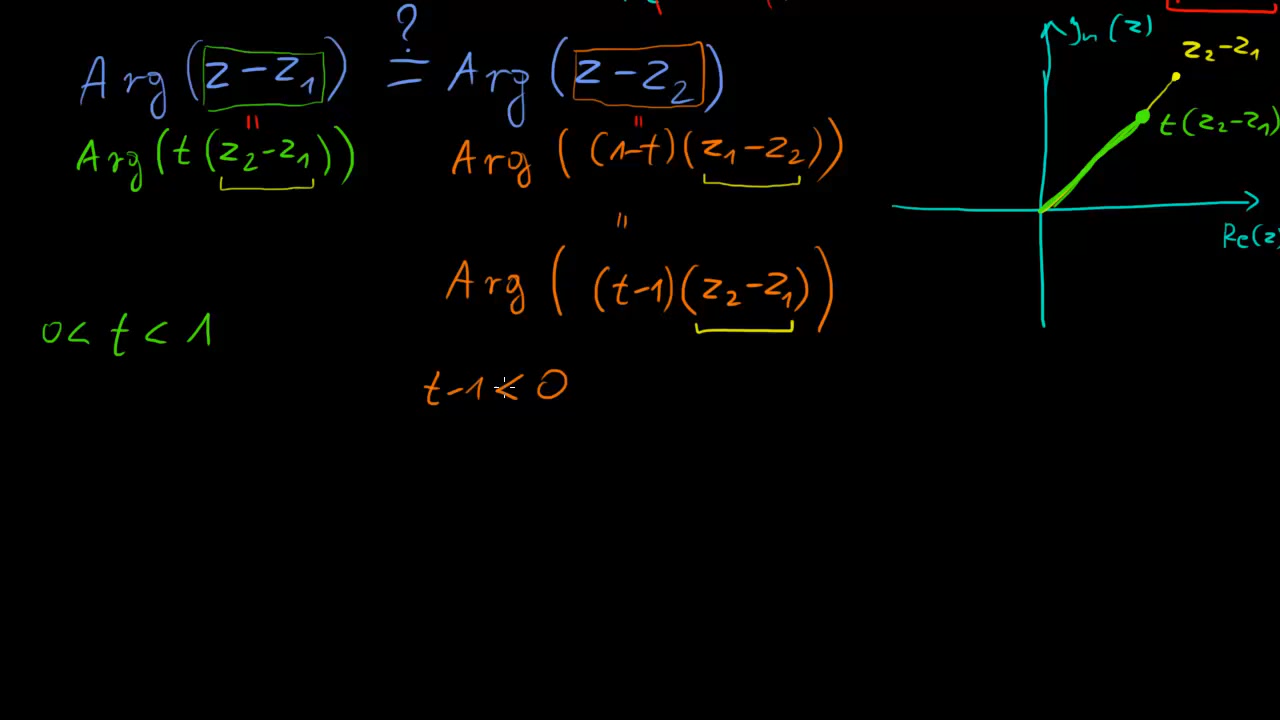 ?
Arg(z-z₁) = Arg(z-z₂)
= =
Arg(t(z₂-z₁)) Arg((1-t)(z₁-z₂))
=
Arg((t-1)(z₂-z₁))
0< t < 1
t-1 < 0
Im(z)
z₂-z₁
t(z₂-z₁)
Re(z)